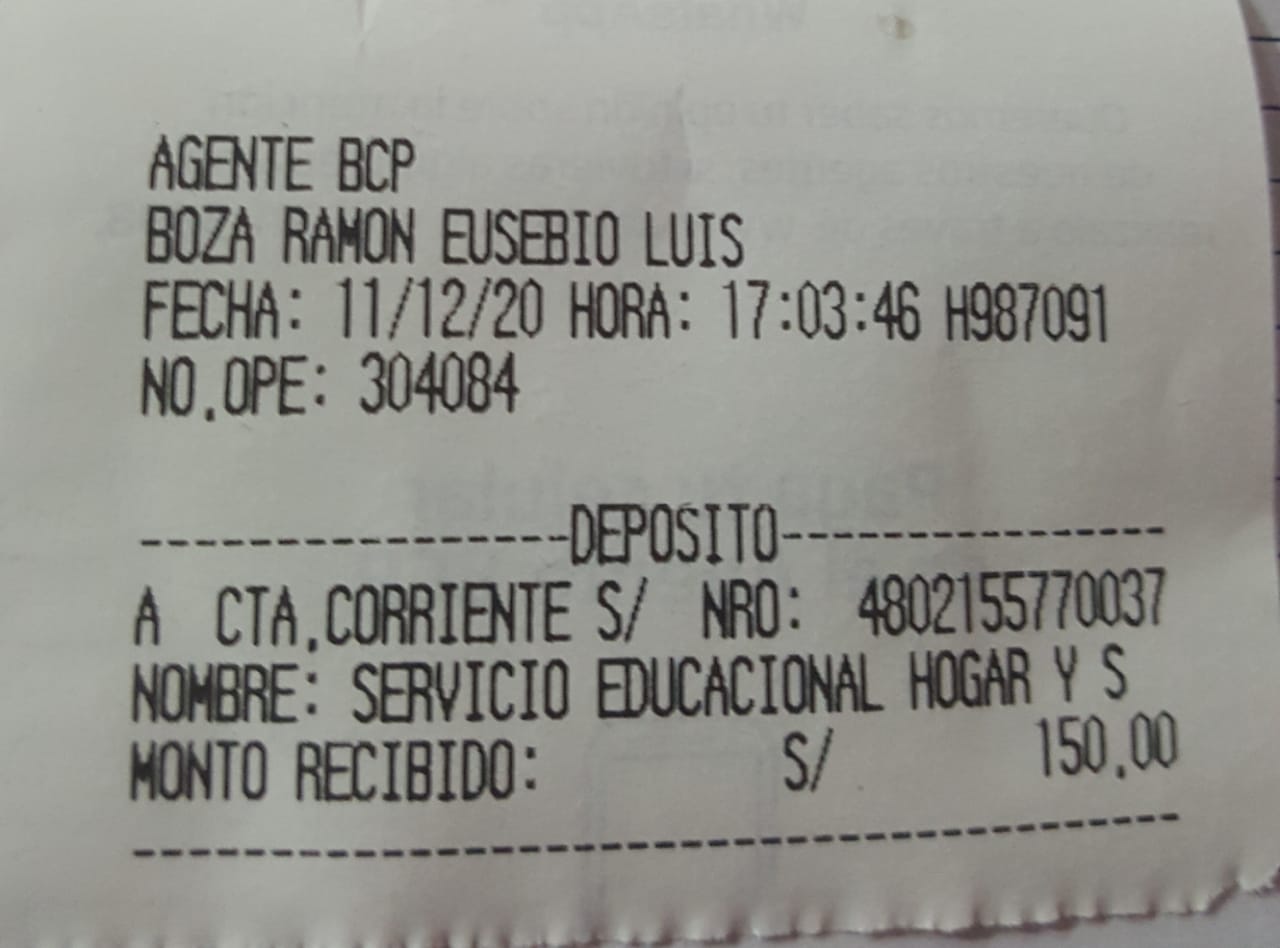 AGENTE BCP
BOZA RAMON EUSEBIO LUIS
FECHA: 11/12/20 HORA: 17:03:46 H987091
NO.OPE: 304084
----------------DEPOSITO---------------
A CTA.CORRIENTE S/ NRO: 4802155770037
NOMBRE: SERVICIO EDUCACIONAL HOGAR Y S
MONTO RECIBIDO: S/ 150.00